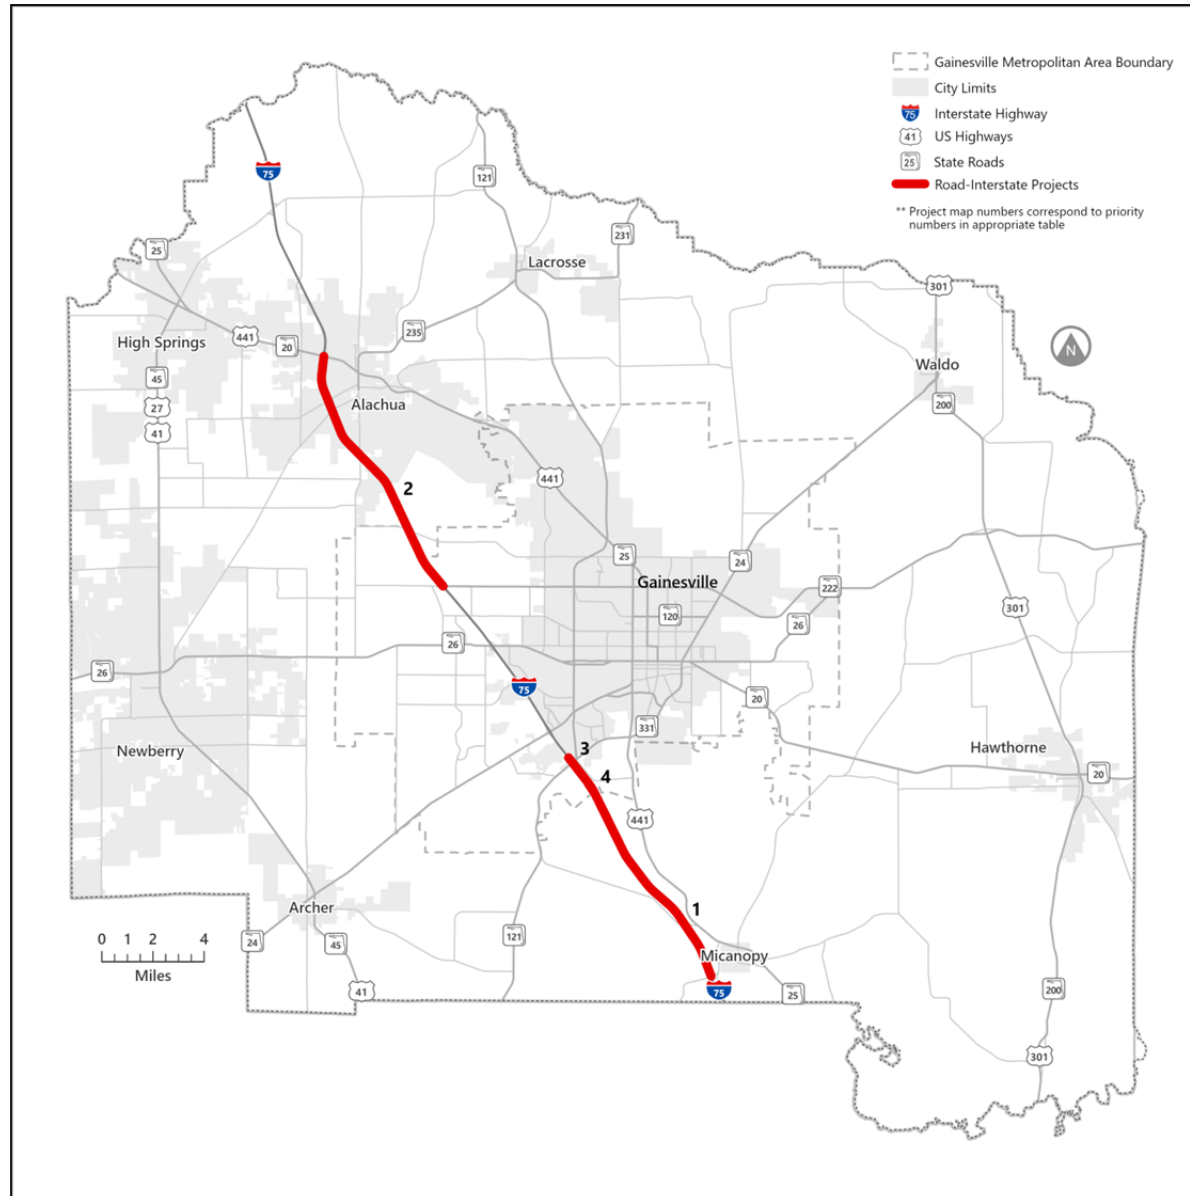 Gainesville Metropolitan Area Boundary
City Limits
75
Interstate Highway
41
US Highways
25
State Roads
Road-Interstate Projects
** Project map numbers correspond to priority
numbers in appropriate table
75
121
25
231
Lacrosse
301
High Springs
441
20
235
N
Waldo
45
27
41
Alachua
200
2
441
25
24
Gainesville
222
120
26
301
26
26
75
20
331
Newberry
3
Hawthorne
4
20
441
Archer
1
0 1 2 4
Miles
24
45
121
Micanopy
41
75
25
200
301